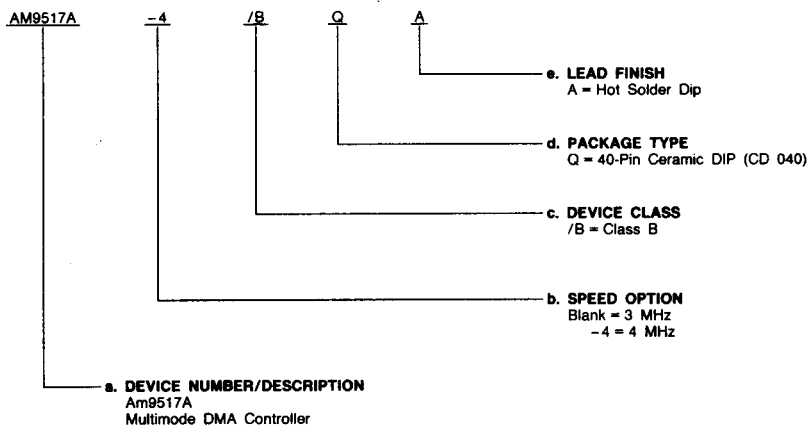 AM9517A -4 /B Q A
e. LEAD FINISH
A = Hot Solder Dip
d. PACKAGE TYPE
Q = 40-Pin Ceramic DIP (CD 040)
c. DEVICE CLASS
/B = Class B
b. SPEED OPTION
Blank = 3 MHz
-4 = 4 MHz
a. DEVICE NUMBER/DESCRIPTION
Am9517A
Multimode DMA Controller